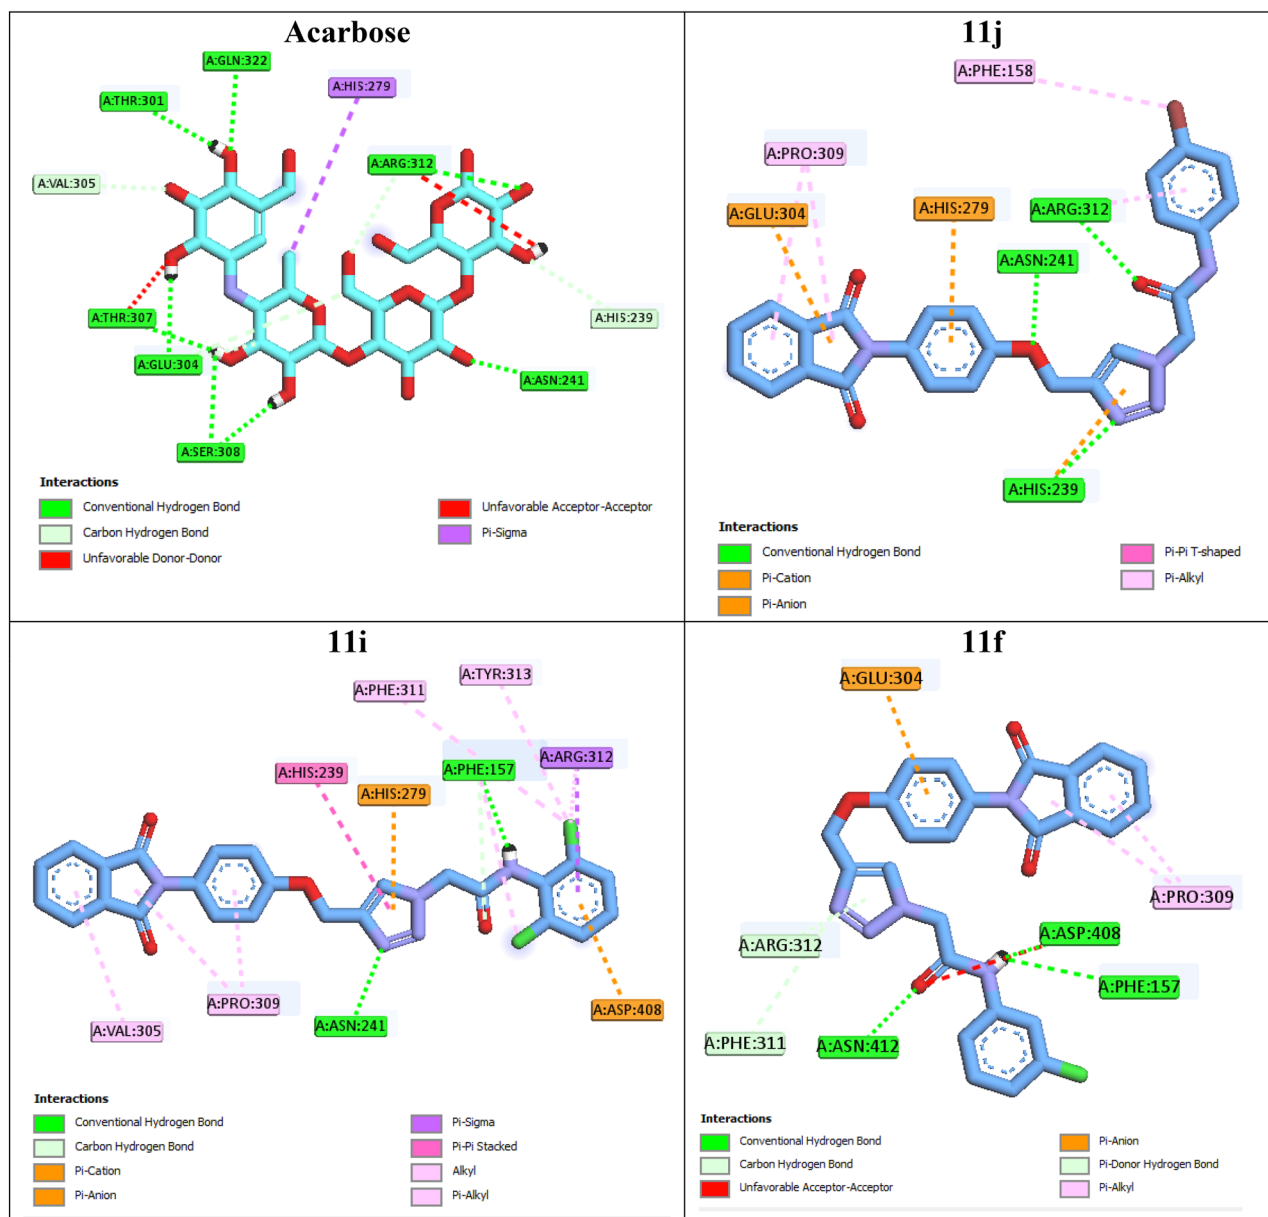 Acarbose
A:GLN:322
A:HIS:279
A:THR:301
A:ARG:312
A:VAL:305
A:THR:307
A:HIS:239
A:GLU:304
A:ASN:241
A:SER:308
Interactions
Conventional Hydrogen Bond
Carbon Hydrogen Bond
Unfavorable Donor-Donor
Unfavorable Acceptor-Acceptor
Pi-Sigma
11j
A:PHE:158
A:PRO:309
A:GLU:304
A:HIS:279
A:ARG:312
A:ASN:241
A:HIS:239
Interactions
Conventional Hydrogen Bond
Pi-Cation
Pi-Anion
Pi-Pi T-shaped
Pi-Alkyl
11i
A:TYR:313
A:PHE:311
A:ARG:312
A:PHE:157
A:HIS:239
A:HIS:279
A:PRO:309
A:ASP:408
A:VAL:305
A:ASN:241
Interactions
Conventional Hydrogen Bond
Carbon Hydrogen Bond
Pi-Cation
Pi-Anion
Pi-Sigma
Pi-Pi Stacked
Alkyl
Pi-Alkyl
11f
A:GLU:304
A:PRO:309
A:ASP:408
A:ARG:312
A:PHE:157
A:PHE:311
A:ASN:412
Interactions
Conventional Hydrogen Bond
Carbon Hydrogen Bond
Unfavorable Acceptor-Acceptor
Pi-Anion
Pi-Donor Hydrogen Bond
Pi-Alkyl